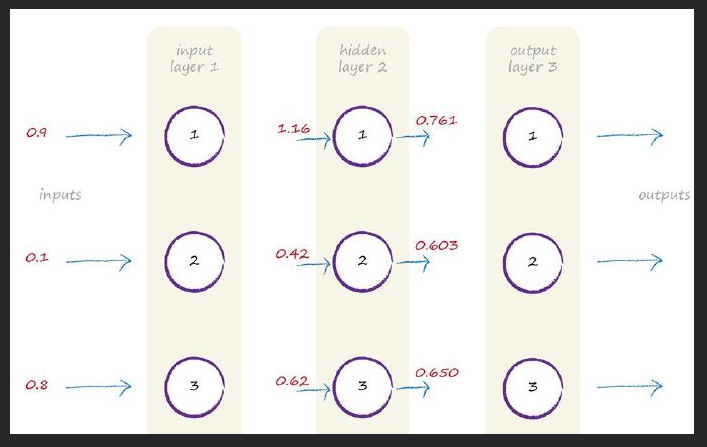 input
layer 1
hidden
layer 2
output
layer 3
0.9
1
1.16
1
0.761
1
inputs
outputs
0.1
2
0.42
2
0.603
2
0.8
3
0.62
3
0.650
3